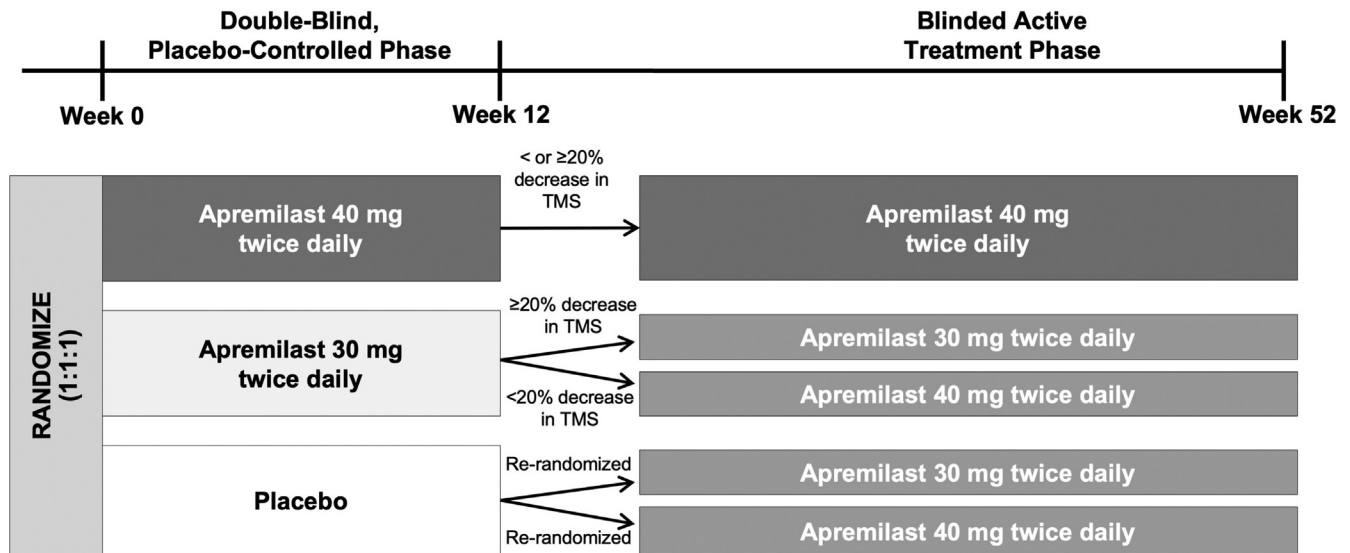 Double-Blind,
Placebo-Controlled Phase
Blinded Active
Treatment Phase
Week 0
Week 12
Week 52
RANDOMIZE
(1:1:1)
Apremilast 40 mg
twice daily
< or ≥20%
decrease in
TMS
Apremilast 40 mg
twice daily
Apremilast 30 mg
twice daily
≥20% decrease
in TMS
<20% decrease
in TMS
Apremilast 30 mg twice daily
Apremilast 40 mg twice daily
Placebo
Re-randomized
Re-randomized
Apremilast 30 mg twice daily
Apremilast 40 mg twice daily